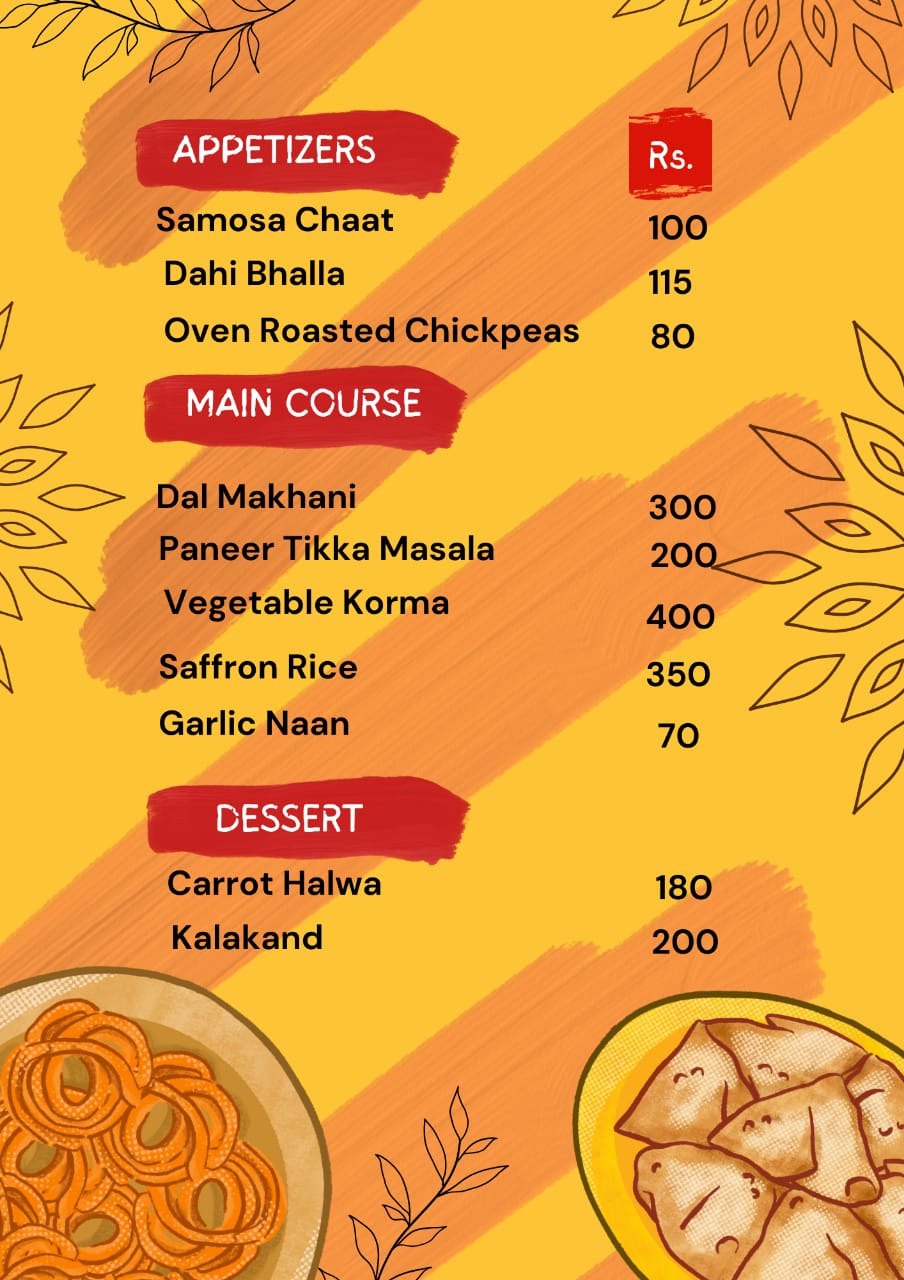 APPETIZERS Rs.
Samosa Chaat 100
Dahi Bhalla 115
Oven Roasted Chickpeas 80
MAIN COURSE
Dal Makhani 300
Paneer Tikka Masala 200
Vegetable Korma 400
Saffron Rice 350
Garlic Naan 70
DESSERT
Carrot Halwa 180
Kalakand 200